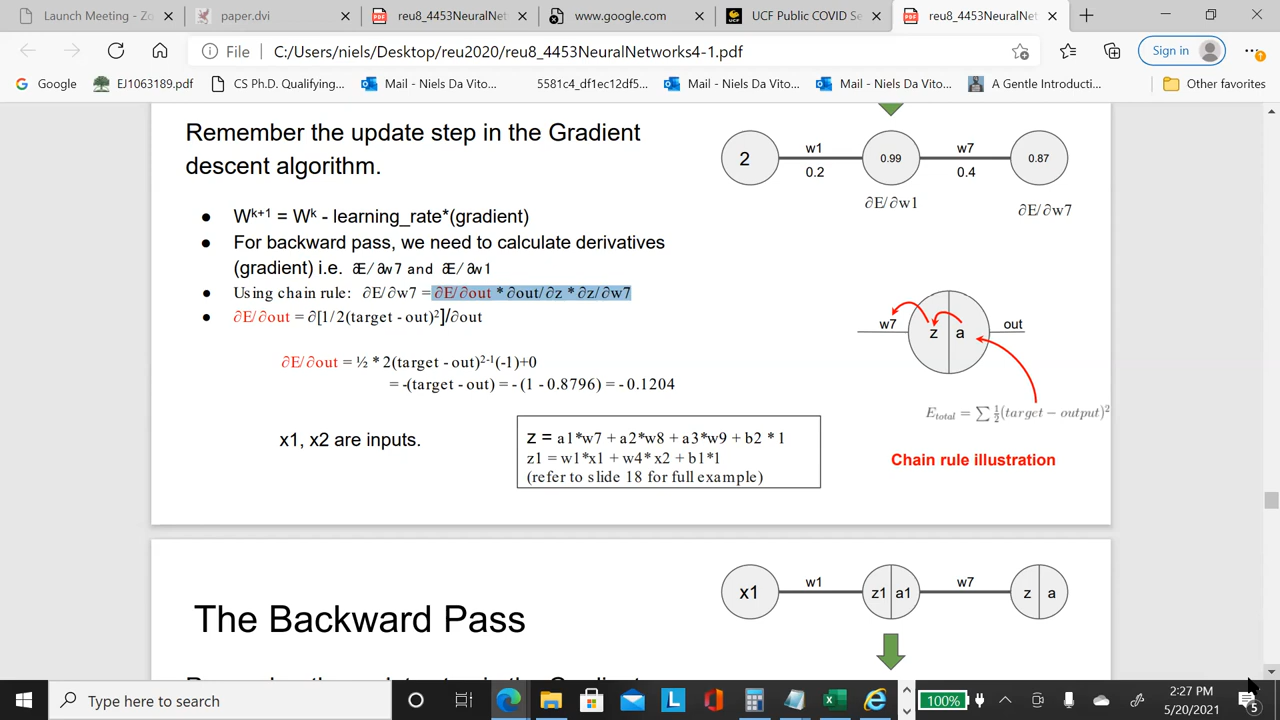 Launch Meeting - Zo
paper.dvi
reu8_4453NeuralNet
www.google.com
UCF Public COVID Se
reu8_4453NeuralNet
File
C:/Users/niels/Desktop/reu2020/reu8_4453NeuralNetworks4-1.pdf
Sign in
Google
EJ1063189.pdf
CS Ph.D. Qualifying...
Mail - Niels Da Vito...
5581c4_df1ec12df5...
Mail - Niels Da Vito...
Mail - Niels Da Vito...
A Gentle Introducti...
Other favorites
Remember the update step in the Gradient
descent algorithm.
● W^k+1 = W^k - learning_rate*(gradient)
● For backward pass, we need to calculate derivatives
(gradient) i.e. Æ/∂w7 and Æ/∂w1
● Using chain rule: ∂E/∂w7 = ∂E/∂out * ∂out/∂z * ∂z/∂w7
● ∂E/∂out = ∂[1/2(target - out)²]/∂out
∂E/∂out = ½ * 2(target - out)²⁻¹(-1)+0
= -(target - out) = - (1 - 0.8796) = - 0.1204
x1, x2 are inputs.
z = a1*w7 + a2*w8 + a3*w9 + b2 * 1
z1 = w1*x1 + w4* x2 + b1*1
(refer to slide 18 for full example)
2
w1
0.2
0.99
w7
0.4
0.87
∂E/∂w1
∂E/∂w7
w7
z
a
out
E_total = ∑ ½(target − output)²
Chain rule illustration
The Backward Pass
x1
w1
z1
a1
w7
z
a
Type here to search
100%
2:27 PM
5/20/2021
5